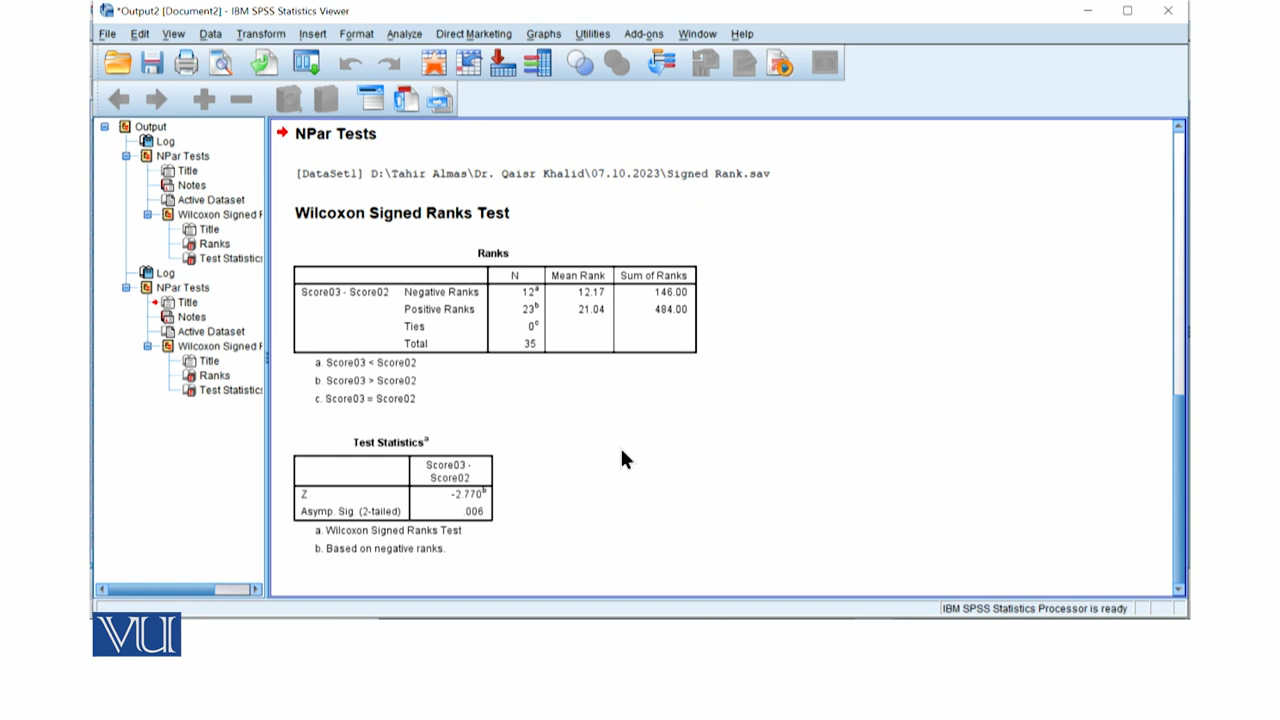 *Output2 [Document2] - IBM SPSS Statistics Viewer
File Edit View Data Transform Insert Format Analyze Direct Marketing Graphs Utilities Add-ons Window Help
Output
Log
NPar Tests
Title
Notes
Active Dataset
Wilcoxon Signed R
Title
Ranks
Test Statistics
Log
NPar Tests
Title
Notes
Active Dataset
Wilcoxon Signed R
Title
Ranks
Test Statistics
NPar Tests
[DataSet1] D:\Tahir Almas\Dr. Qaisr Khalid\07.10.2023\Signed Rank.sav
Wilcoxon Signed Ranks Test
Ranks
N Mean Rank Sum of Ranks
Score03 - Score02 Negative Ranks 12a 12.17 146.00
Positive Ranks 23b 21.04 484.00
Ties 0c
Total 35
a. Score03 < Score02
b. Score03 > Score02
c. Score03 = Score02
Test Statisticsa
Score03 -
Score02
Z -2.770b
Asymp. Sig. (2-tailed) .006
a. Wilcoxon Signed Ranks Test
b. Based on negative ranks.
IBM SPSS Statistics Processor is ready
VU